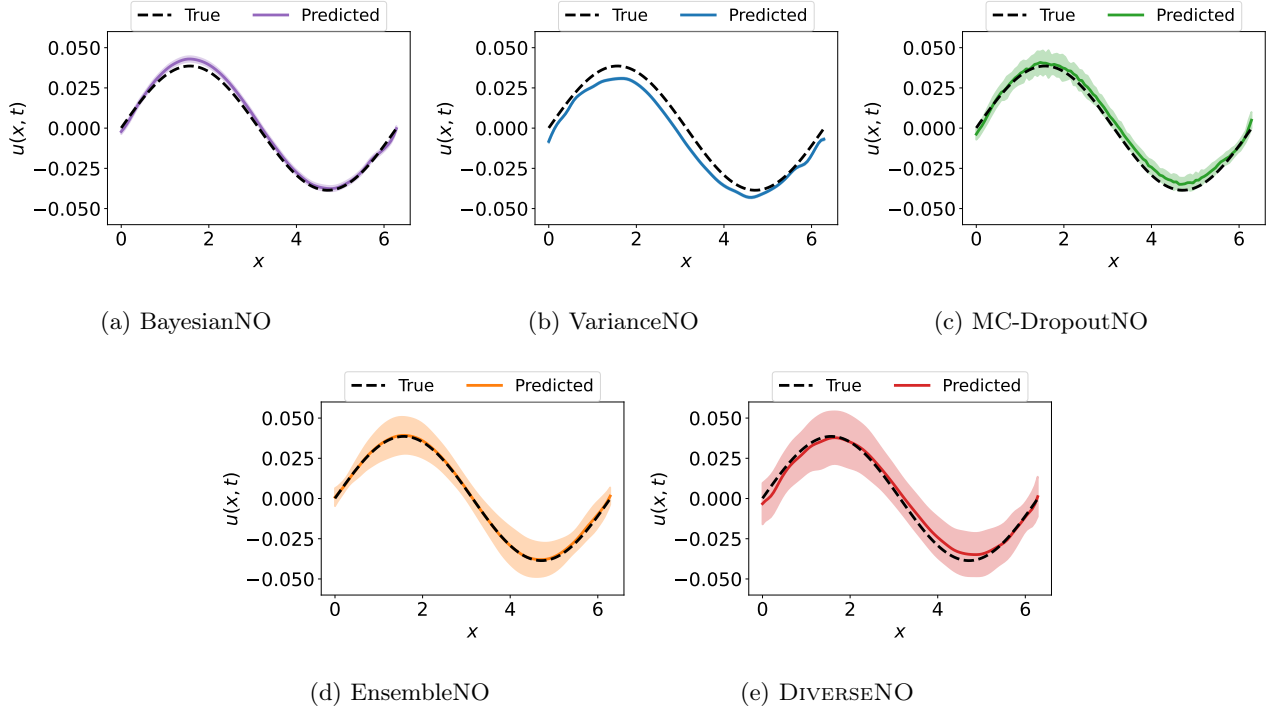 True Predicted
True Predicted
True Predicted
0.050
0.025
0.000
−0.025
−0.050
u(x, t)
0 2 4 6
x
0.050
0.025
0.000
−0.025
−0.050
u(x, t)
0 2 4 6
x
0.050
0.025
0.000
−0.025
−0.050
u(x, t)
0 2 4 6
x
(a) BayesianNO
(b) VarianceNO
(c) MC-DropoutNO
True Predicted
True Predicted
0.050
0.025
0.000
−0.025
−0.050
u(x, t)
0 2 4 6
x
0.050
0.025
0.000
−0.025
−0.050
u(x, t)
0 2 4 6
x
(d) EnsembleNO
(e) DIVERSENO